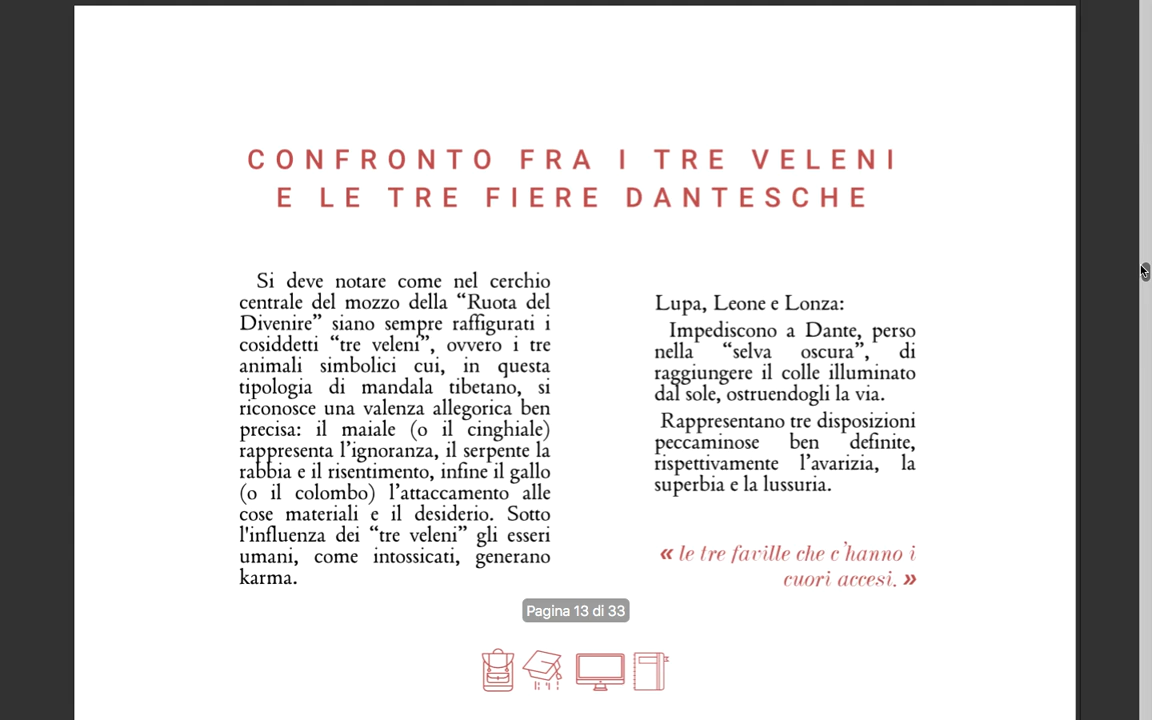 CONFRONTO FRA I TRE VELENI
E LE TRE FIERE DANTESCHE
Si deve notare come nel cerchio
centrale del mozzo della “Ruota del
Divenire” siano sempre raffigurati i
cosiddetti “tre veleni”, ovvero i tre
animali simbolici cui, in questa
tipologia di mandala tibetano, si
riconosce una valenza allegorica ben
precisa: il maiale (o il cinghiale)
rappresenta l’ignoranza, il serpente la
rabbia e il risentimento, infine il gallo
(o il colombo) l’attaccamento alle
cose materiali e il desiderio. Sotto
l'influenza dei “tre veleni” gli esseri
umani, come intossicati, generano
karma.
Lupa, Leone e Lonza:
Impediscono a Dante, perso
nella “selva oscura”, di
raggiungere il colle illuminato
dal sole, ostruendogli la via.
Rappresentano tre disposizioni
peccaminose ben definite,
rispettivamente l’avarizia, la
superbia e la lussuria.
« le tre faville che c’hanno i
cuori accesi. »
Pagina 13 di 33